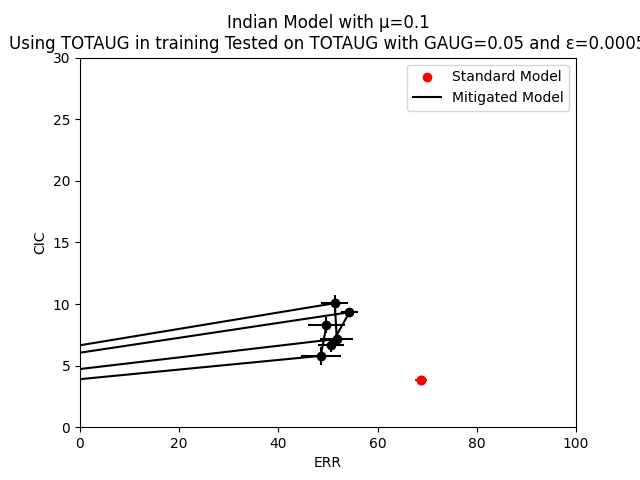 Indian Model with μ=0.1
Using TOTAUG in training Tested on TOTAUG with GAUG=0.05 and ε=0.0005
Standard Model
Mitigated Model
30
25
20
15
10
5
0
CIC
0 20 40 60 80 100
ERR